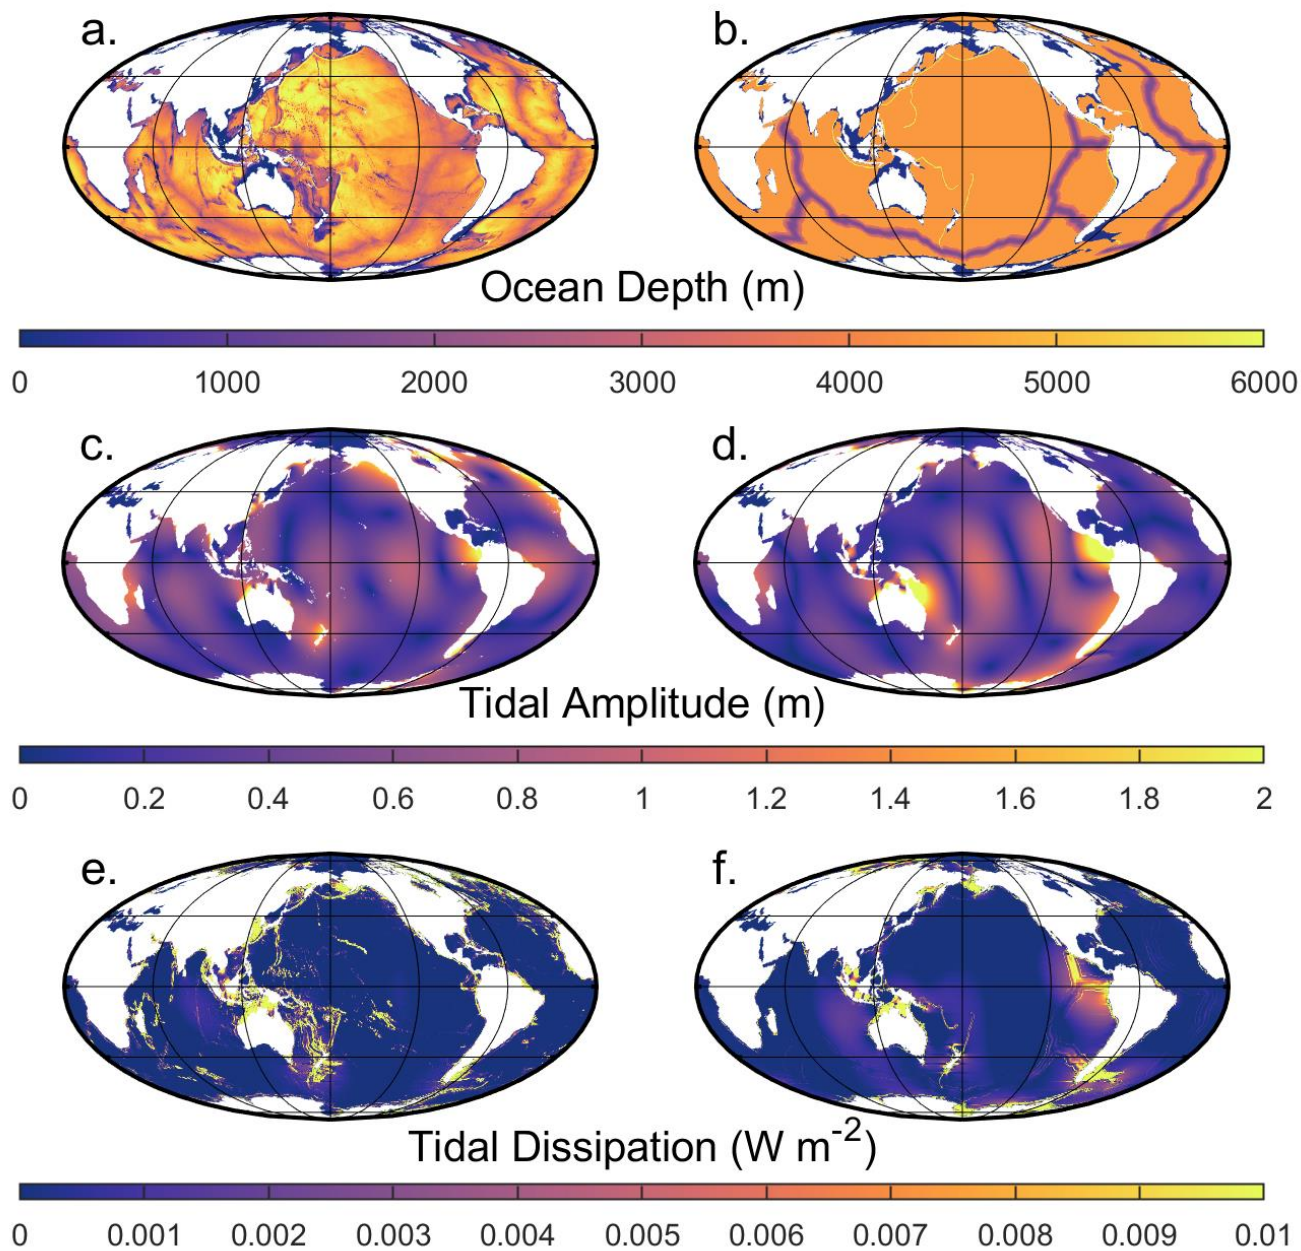 a. b.
Ocean Depth (m)
0 1000 2000 3000 4000 5000 6000
c. d.
Tidal Amplitude (m)
0 0.2 0.4 0.6 0.8 1 1.2 1.4 1.6 1.8 2
e. f.
Tidal Dissipation (W m⁻²)
0 0.001 0.002 0.003 0.004 0.005 0.006 0.007 0.008 0.009 0.01